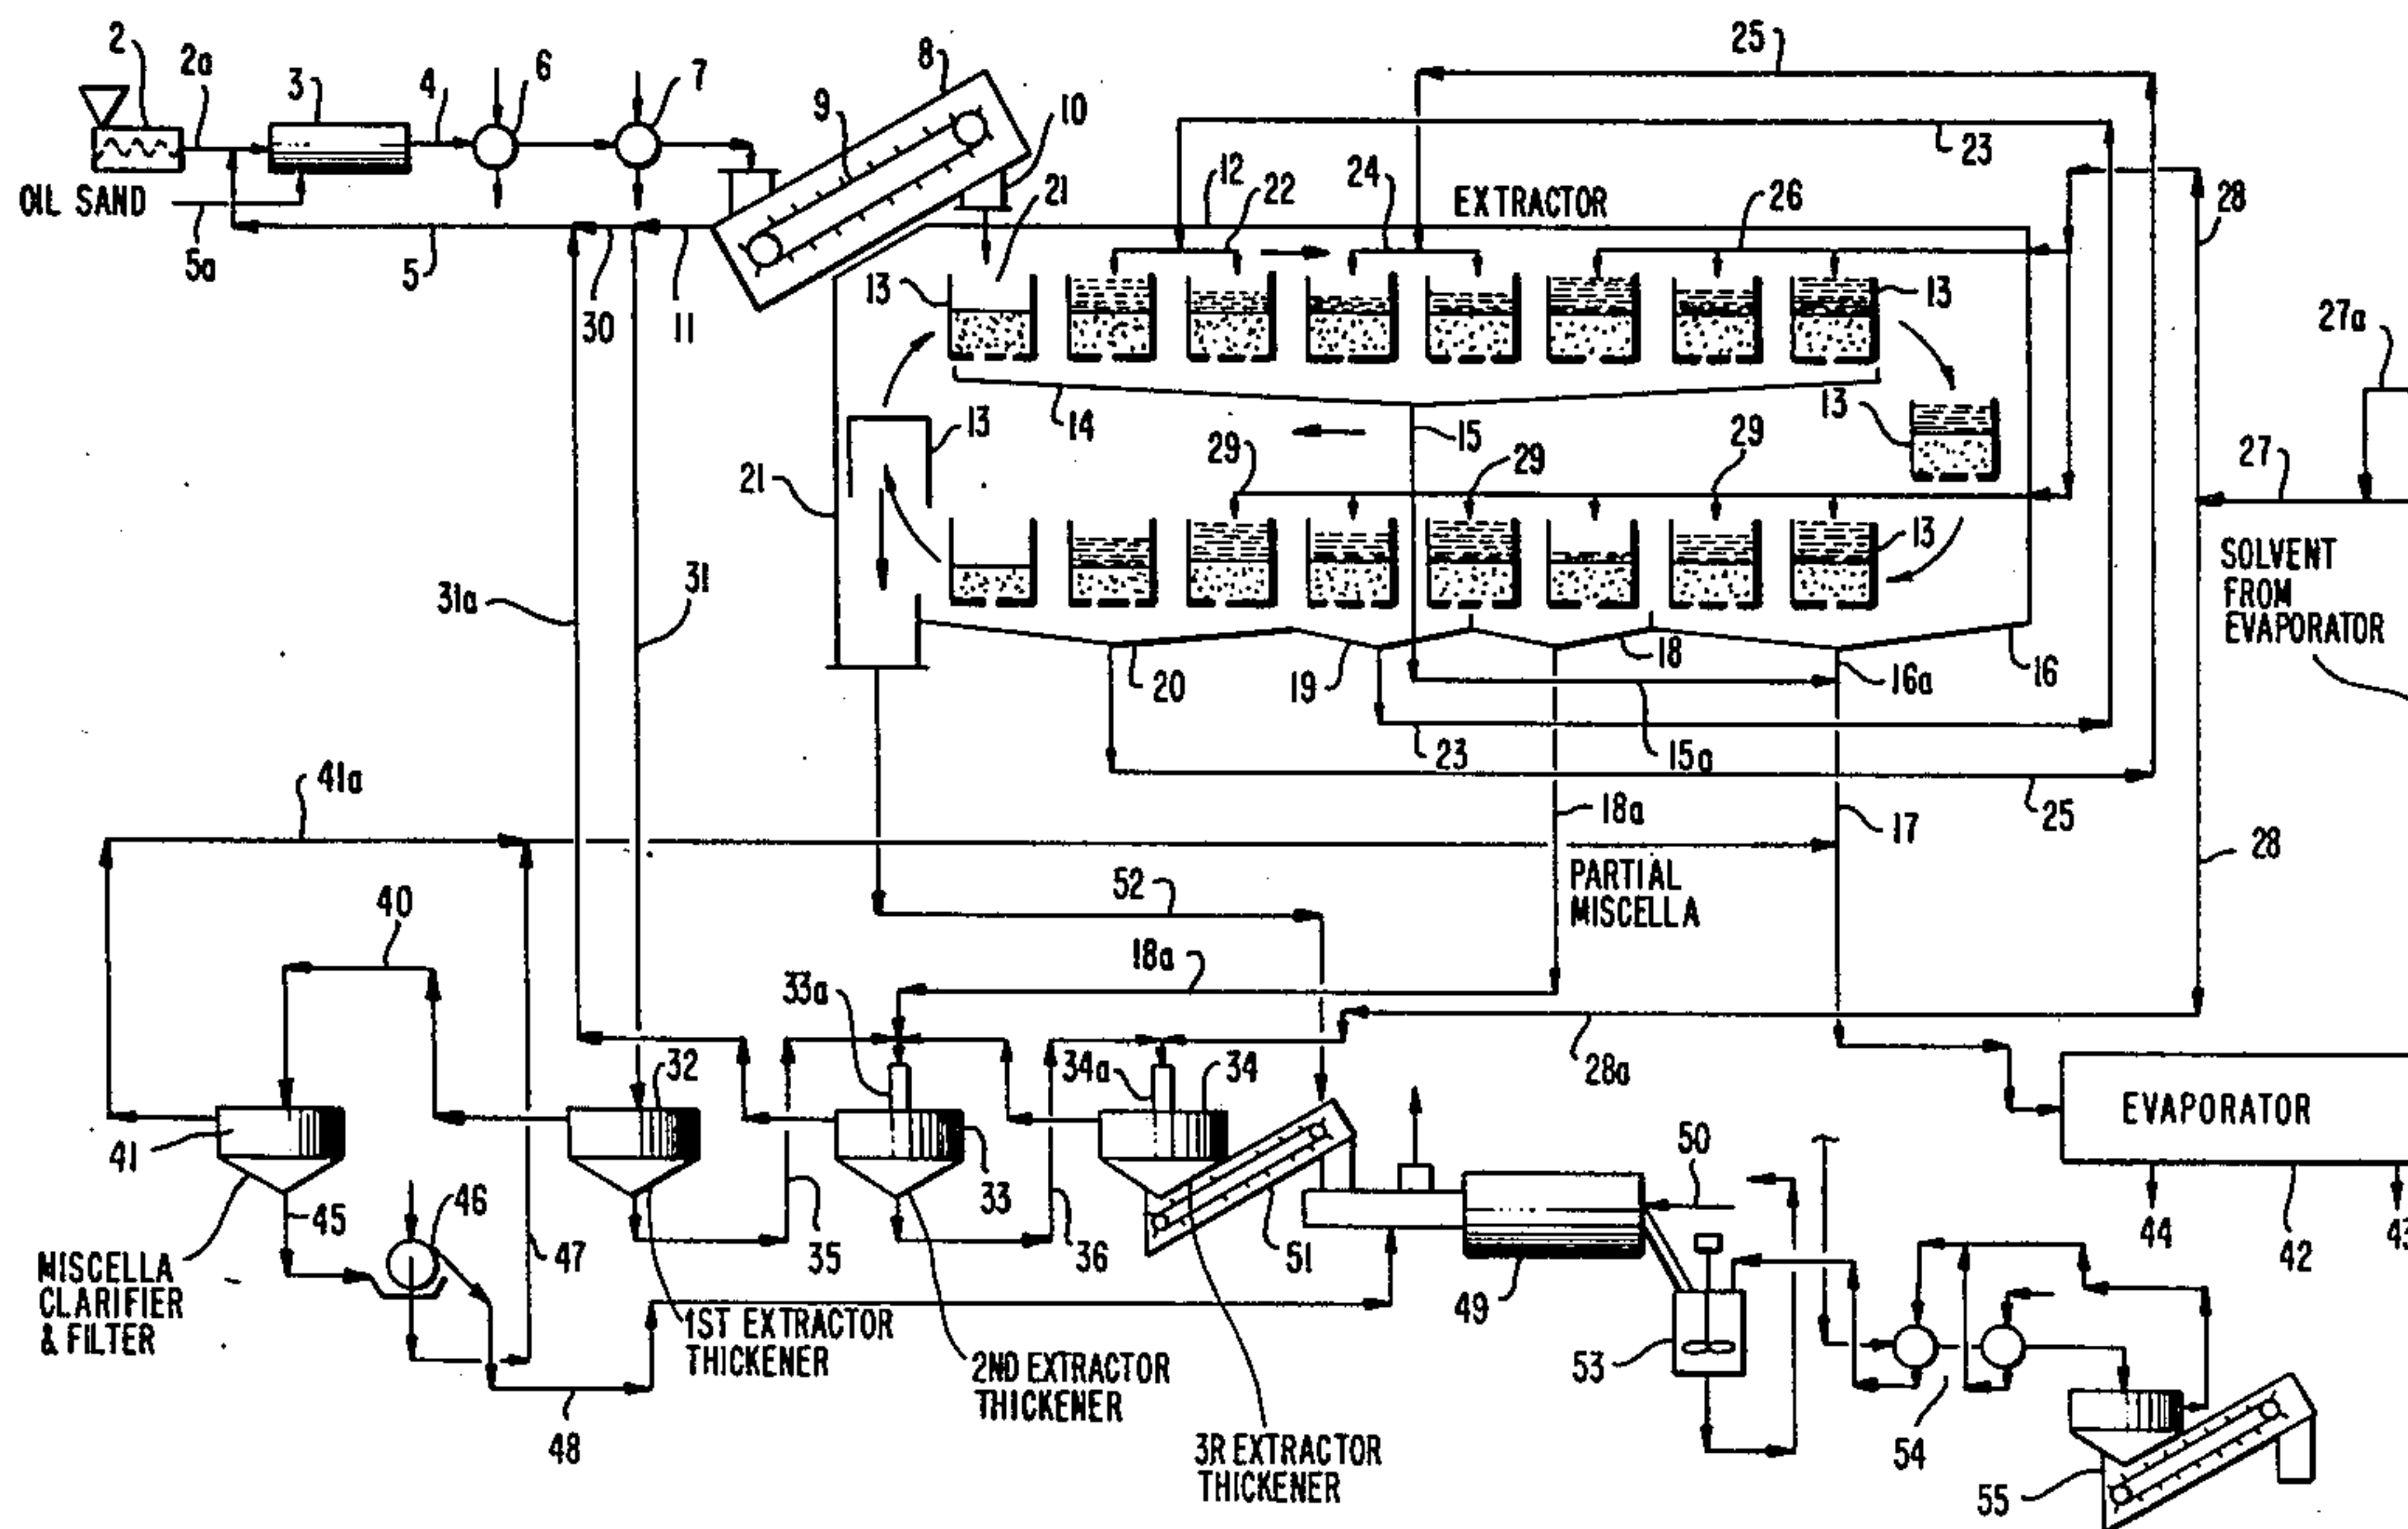 2
2a
3
4
6
7
8
9
10
25
23
OIL SAND
5a
5
30
11
21
12
22
24
EXTRACTOR
26
28
13
13
27a
14
15
13
13
21
29
29
29
27
13
SOLVENT
FROM
EVAPORATOR
31a
31
20
19
18
16a
16
23
15a
25
41a
18a
17
28
PARTIAL
MISCELLA
40
52
18a
33a
28a
32
34a
34
EVAPORATOR
41
33
50
45
46
47
35
36
51
49
44
42
43
MISCELLA
CLARIFIER
& FILTER
1ST EXTRACTOR
THICKENER
2ND EXTRACTOR
THICKENER
53
54
48
3R EXTRACTOR
THICKENER
55